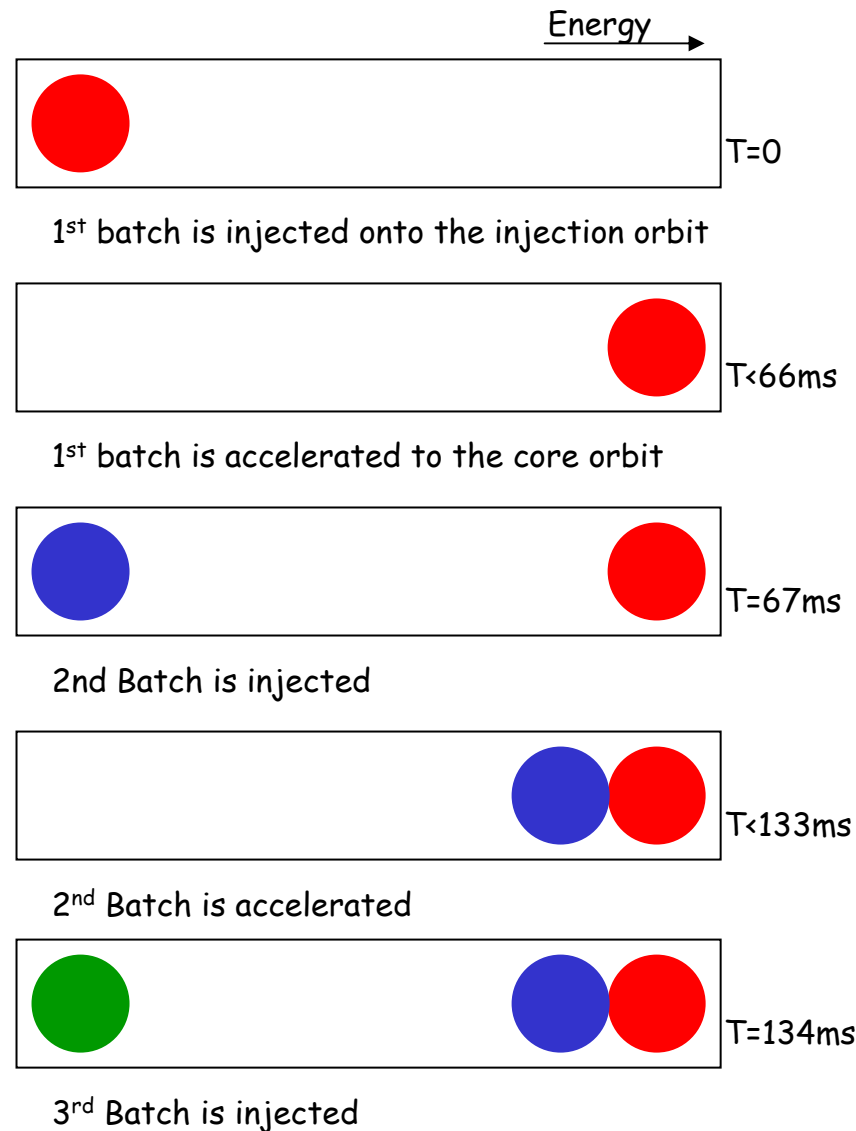 Energy
T=0
1st batch is injected onto the injection orbit
T<66ms
1st batch is accelerated to the core orbit
T=67ms
2nd Batch is injected
T<133ms
2nd Batch is accelerated
T=134ms
3rd Batch is injected